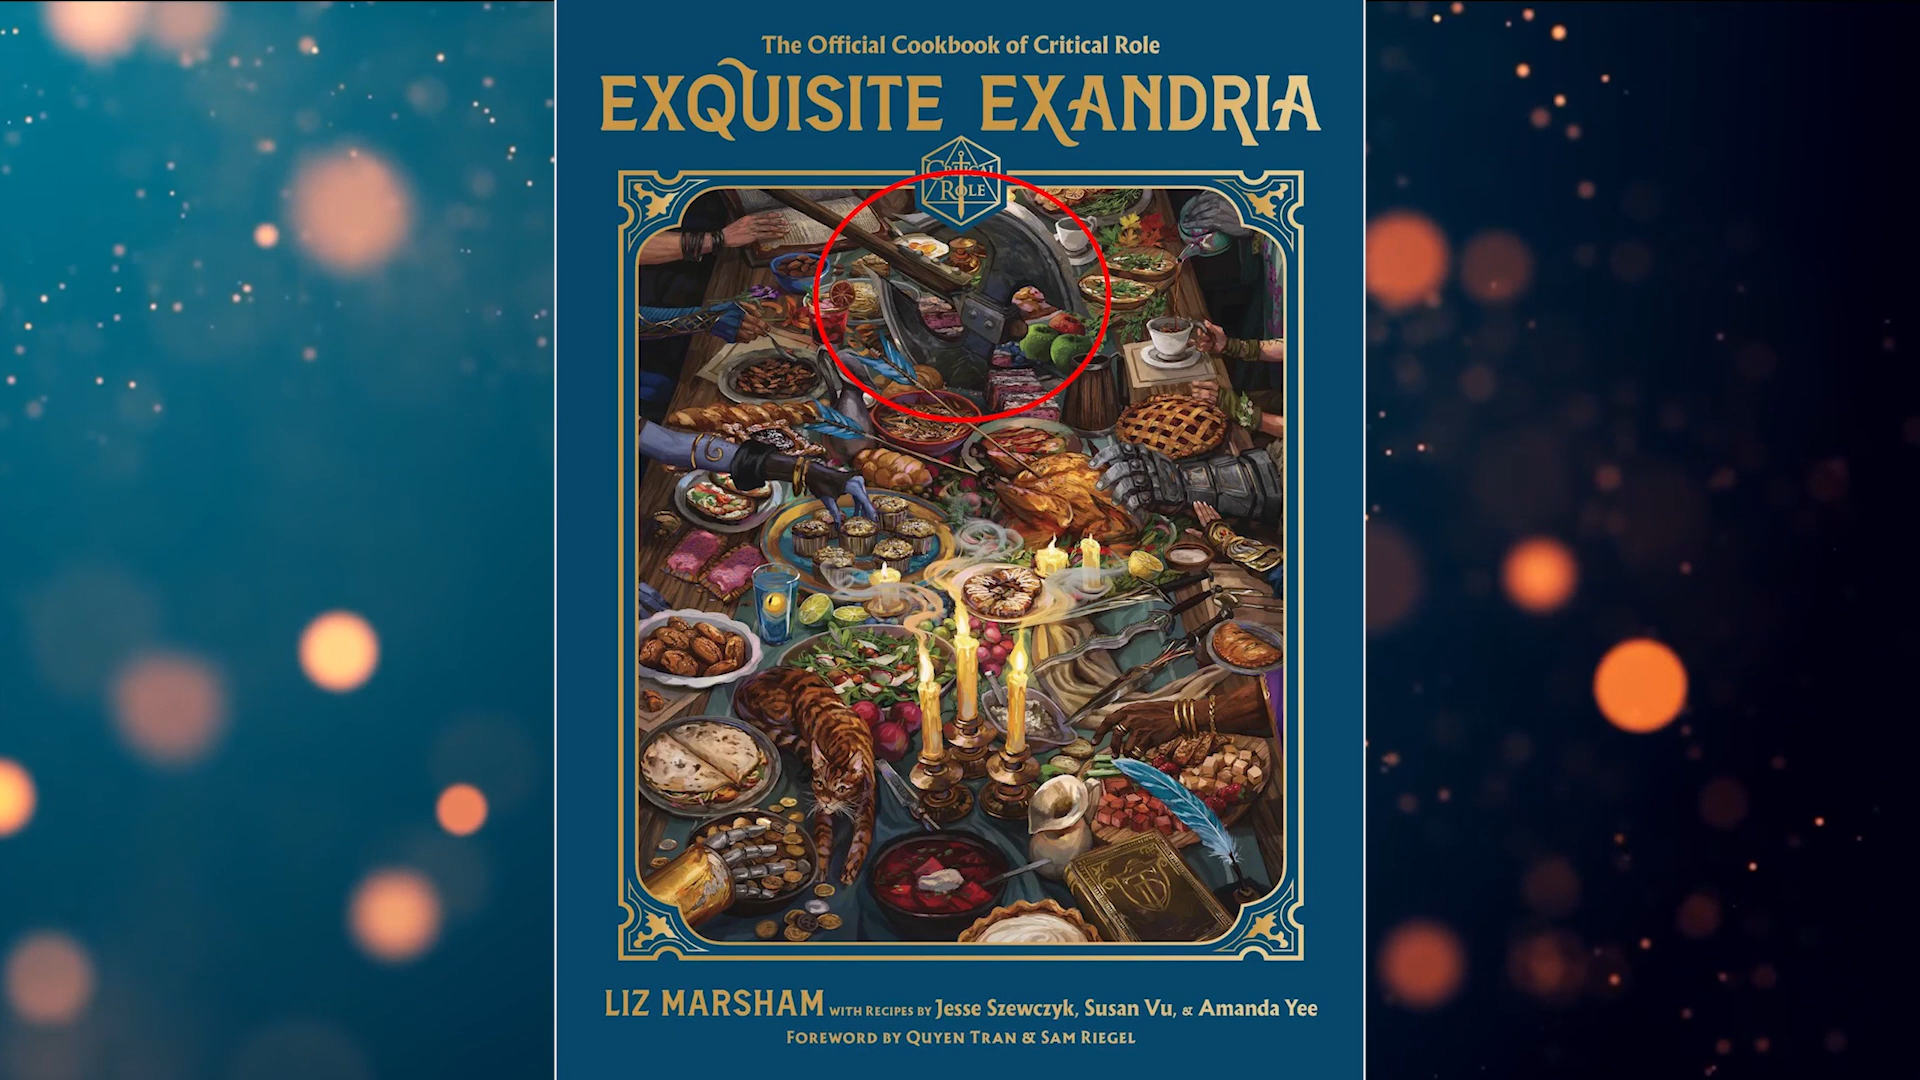 The Official Cookbook of Critical Role
EXQUISITE EXANDRIA
CRITICAL
ROLE
LIZ MARSHAM WITH RECIPES BY Jesse Szewczyk, Susan Vu, & Amanda Yee
FOREWORD BY QUYEN TRAN & SAM RIEGEL